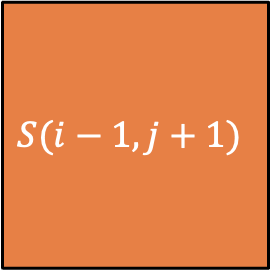 S(i − 1, j + 1)